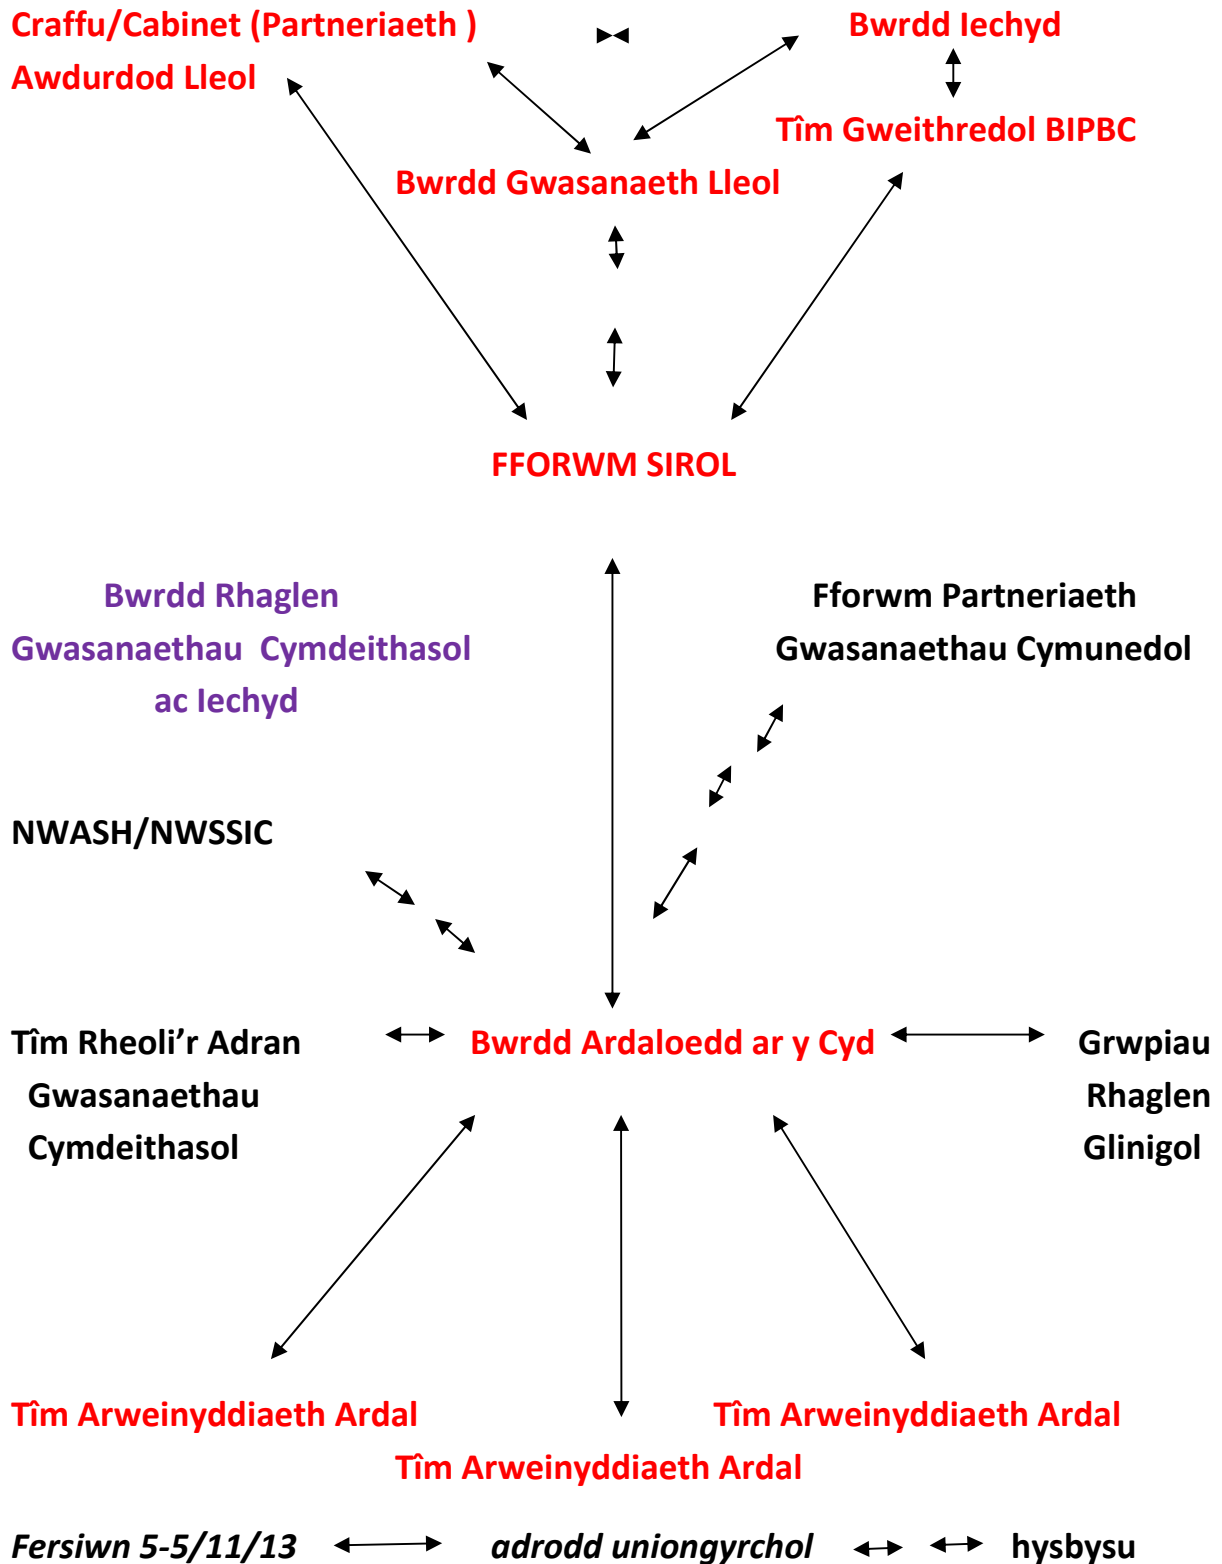 Craffu/Cabinet (Partneriaeth )
Awdurdod Lleol
Bwrdd Iechyd
Tîm Gweithredol BIPBC
Bwrdd Gwasanaeth Lleol
FFORWM SIROL
Bwrdd Rhaglen
Gwasanaethau Cymdeithasol
ac Iechyd
Fforwm Partneriaeth
Gwasanaethau Cymunedol
NWASH/NWSSIC
Tîm Rheoli’r Adran
Gwasanaethau
Cymdeithasol
Bwrdd Ardaloedd ar y Cyd
Grwpiau
Rhaglen
Glinigol
Tîm Arweinyddiaeth Ardal
Tîm Arweinyddiaeth Ardal
Tîm Arweinyddiaeth Ardal
Fersiwn 5-5/11/13 adrodd uniongyrchol hysbysu